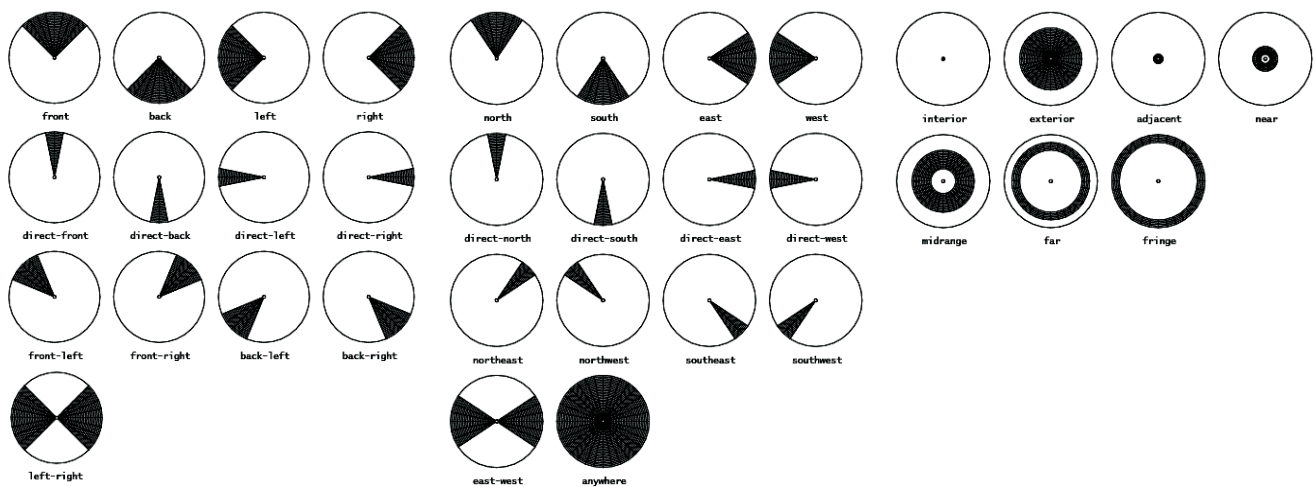 front back left right north south east west interior exterior adjacent near
direct-front direct-back direct-left direct-right direct-north direct-south direct-east direct-west midrange far fringe
front-left front-right back-left back-right northeast northwest southeast southwest
left-right east-west anywhere